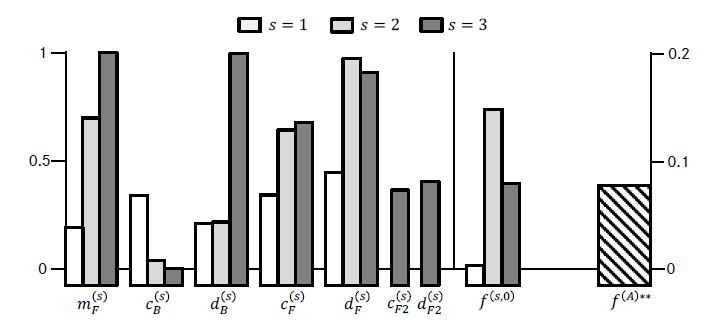 s = 1 s = 2 s = 3
1 0.2
0.5 0.1
0 0
m_F^(s) c_B^(s) d_B^(s) c_F^(s) d_F^(s) c_F2^(s) d_F2^(s) f^(s,0) f^(A)**